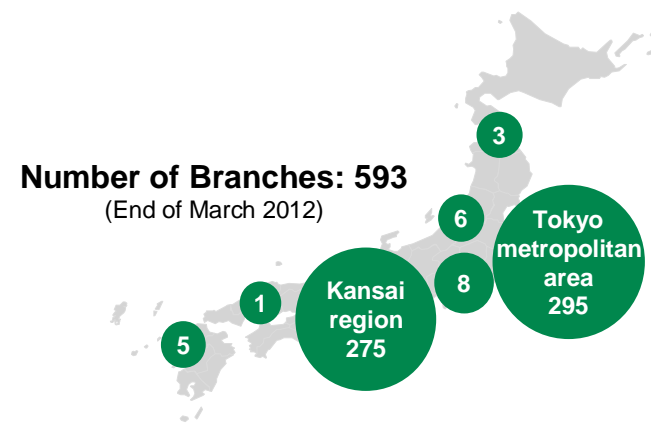 3
Number of Branches: 593
(End of March 2012)
6
Tokyo
metropolitan
area
295
8
1
Kansai
region
275
5